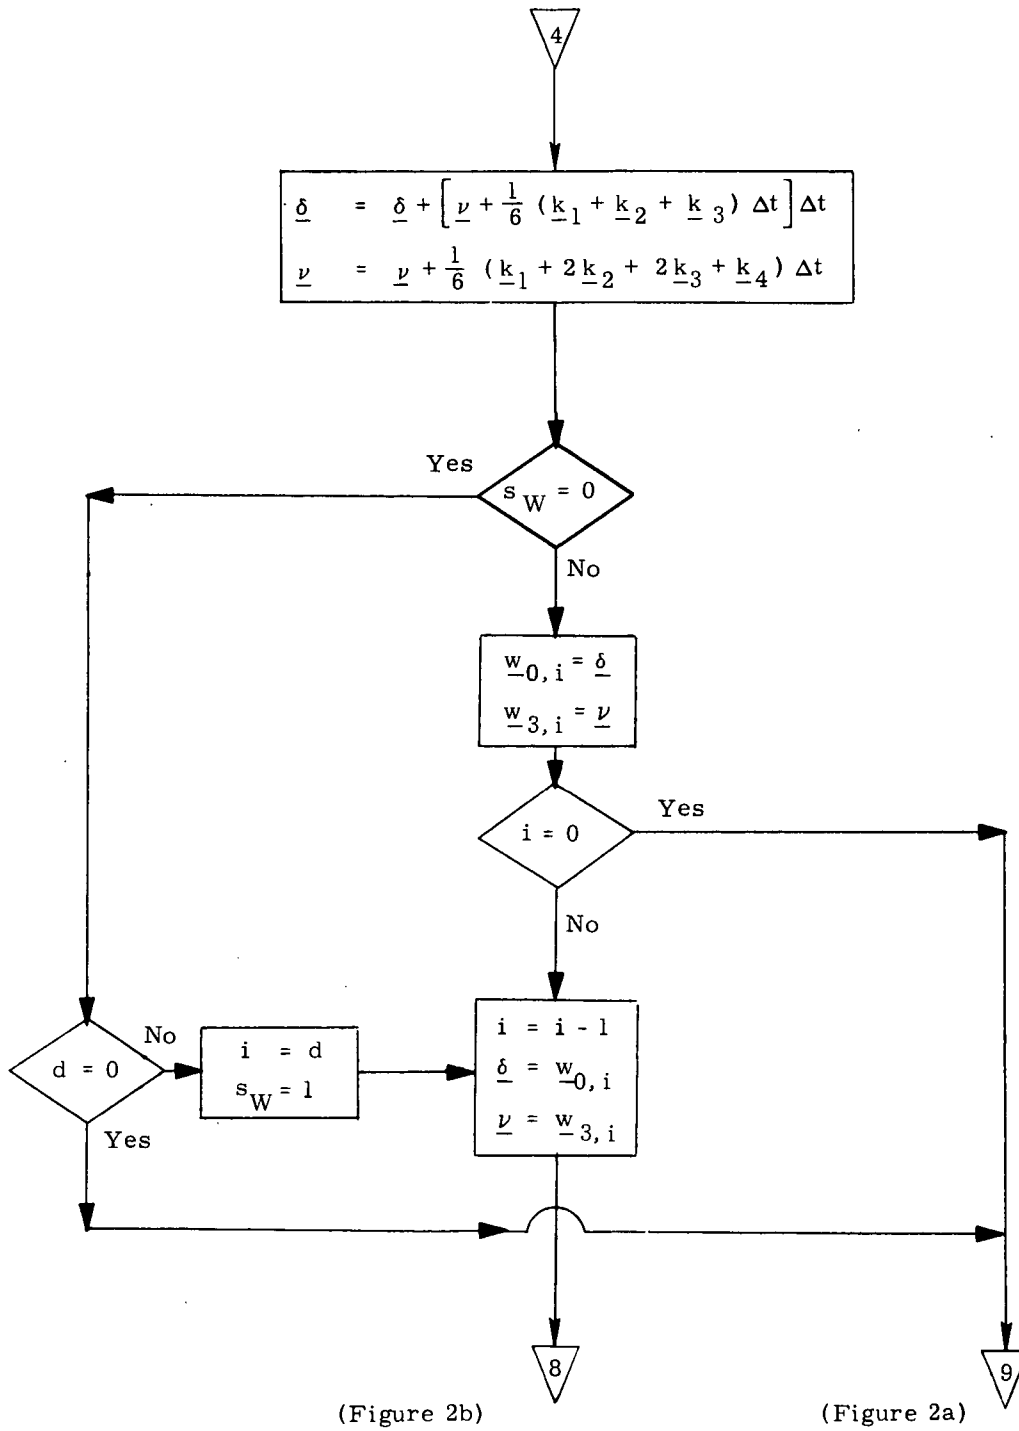 4
δ = δ + [ν + 1/6 (k1 + k2 + k3) Δt] Δt
ν = ν + 1/6 (k1 + 2k2 + 2k3 + k4) Δt
Yes
sW = 0
No
w0, i = δ
w3, i = ν
i = 0
Yes
No
d = 0
No
i = d
sW = 1
i = i - 1
δ = w0, i
ν = w3, i
Yes
8
9
(Figure 2b)
(Figure 2a)